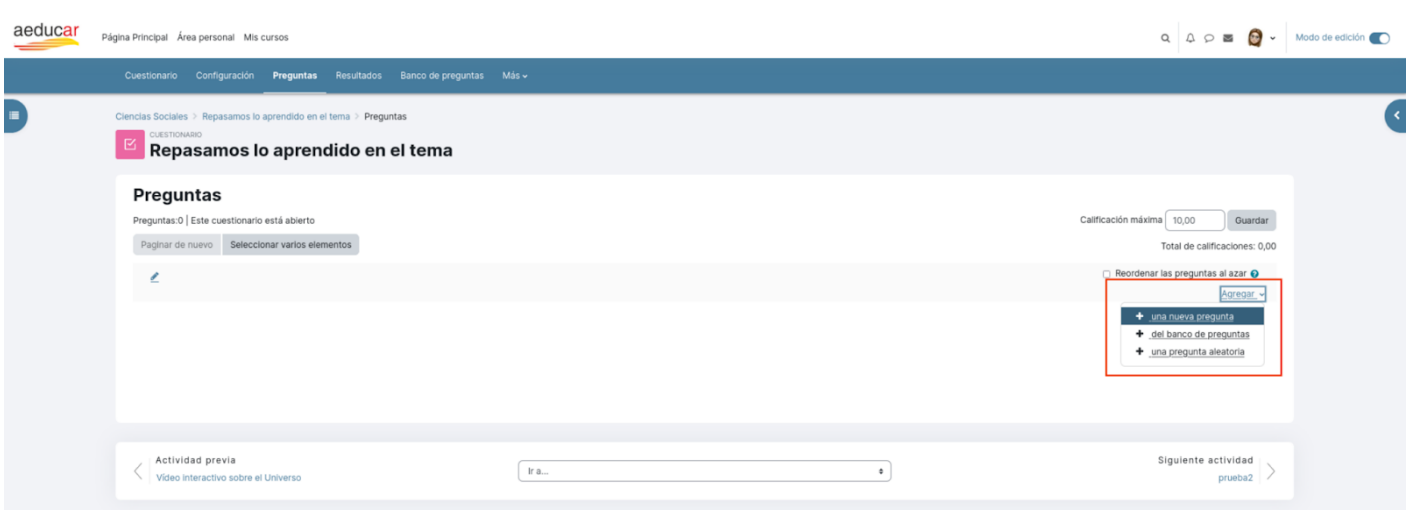 aeducar
Página Principal Área personal Mis cursos
Modo de edición
Cuestionario Configuración Preguntas Resultados Banco de preguntas Más
Ciencias Sociales > Repasamos lo aprendido en el tema > Preguntas
CUESTIONARIO
Repasamos lo aprendido en el tema
Preguntas
Preguntas:0 | Este cuestionario está abierto
Calificación máxima 10,00 Guardar
Paginar de nuevo Seleccionar varios elementos
Total de calificaciones: 0,00
Reordenar las preguntas al azar
Agregar
+ una nueva pregunta
+ del banco de preguntas
+ una pregunta aleatoria
Actividad previa
Vídeo interactivo sobre el Universo
Ir a...
Siguiente actividad
prueba2